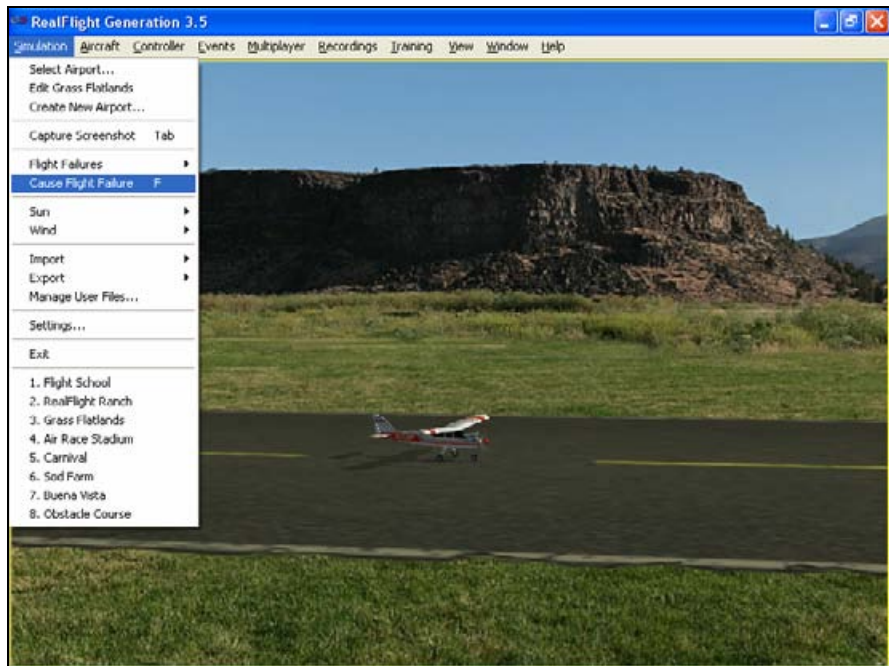 RealFlight Generation 3.5
Simulation Aircraft Controller Events Multiplayer Recordings Training View Window Help
Select Airport...
Edit Grass Flatlands
Create New Airport...
Capture Screenshot Tab
Flight Failures
Cause Flight Failure F
Sun
Wind
Import
Export
Manage User Files...
Settings...
Exit
1. Flight School
2. RealFlight Ranch
3. Grass Flatlands
4. Air Race Stadium
5. Carnival
6. Sod Farm
7. Buena Vista
8. Obstacle Course